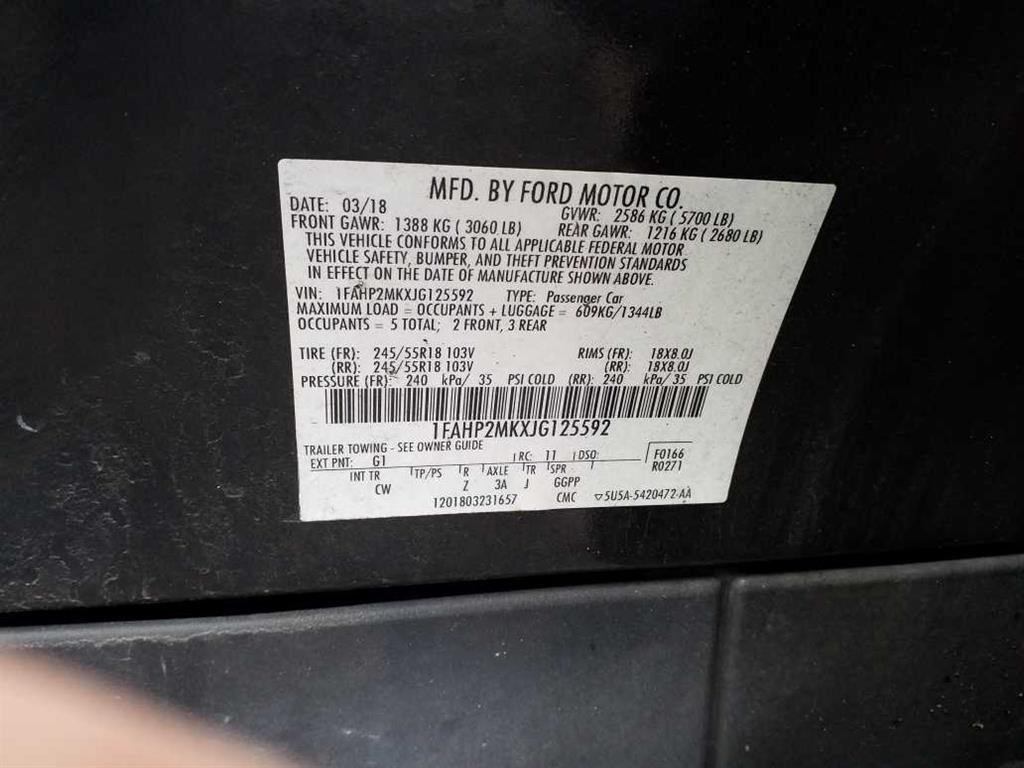 MFD. BY FORD MOTOR CO.
DATE: 03/18 GVWR: 2586 KG ( 5700 LB)
FRONT GAWR: 1388 KG ( 3060 LB) REAR GAWR: 1216 KG ( 2680 LB)
THIS VEHICLE CONFORMS TO ALL APPLICABLE FEDERAL MOTOR
VEHICLE SAFETY, BUMPER, AND THEFT PREVENTION STANDARDS
IN EFFECT ON THE DATE OF MANUFACTURE SHOWN ABOVE.
VIN: 1FAHP2MKXJG125592 TYPE: Passenger Car
MAXIMUM LOAD = OCCUPANTS + LUGGAGE = 609KG/1344LB
OCCUPANTS = 5 TOTAL; 2 FRONT, 3 REAR
TIRE (FR): 245/55R18 103V RIMS (FR): 18X8.0J
(RR): 245/55R18 103V (RR): 18X8.0J
PRESSURE (FR): 240 kPa/ 35 PSI COLD (RR): 240 kPa/ 35 PSI COLD
1FAHP2MKXJG125592
TRAILER TOWING - SEE OWNER GUIDE
EXT PNT: G1 RC: 11 DSO: F0166
R0271
INT TR TP/PS R AXLE TR SPR
CW Z 3A J GGPP
1201803231657 CMC ▽5U5A-5420472-AA